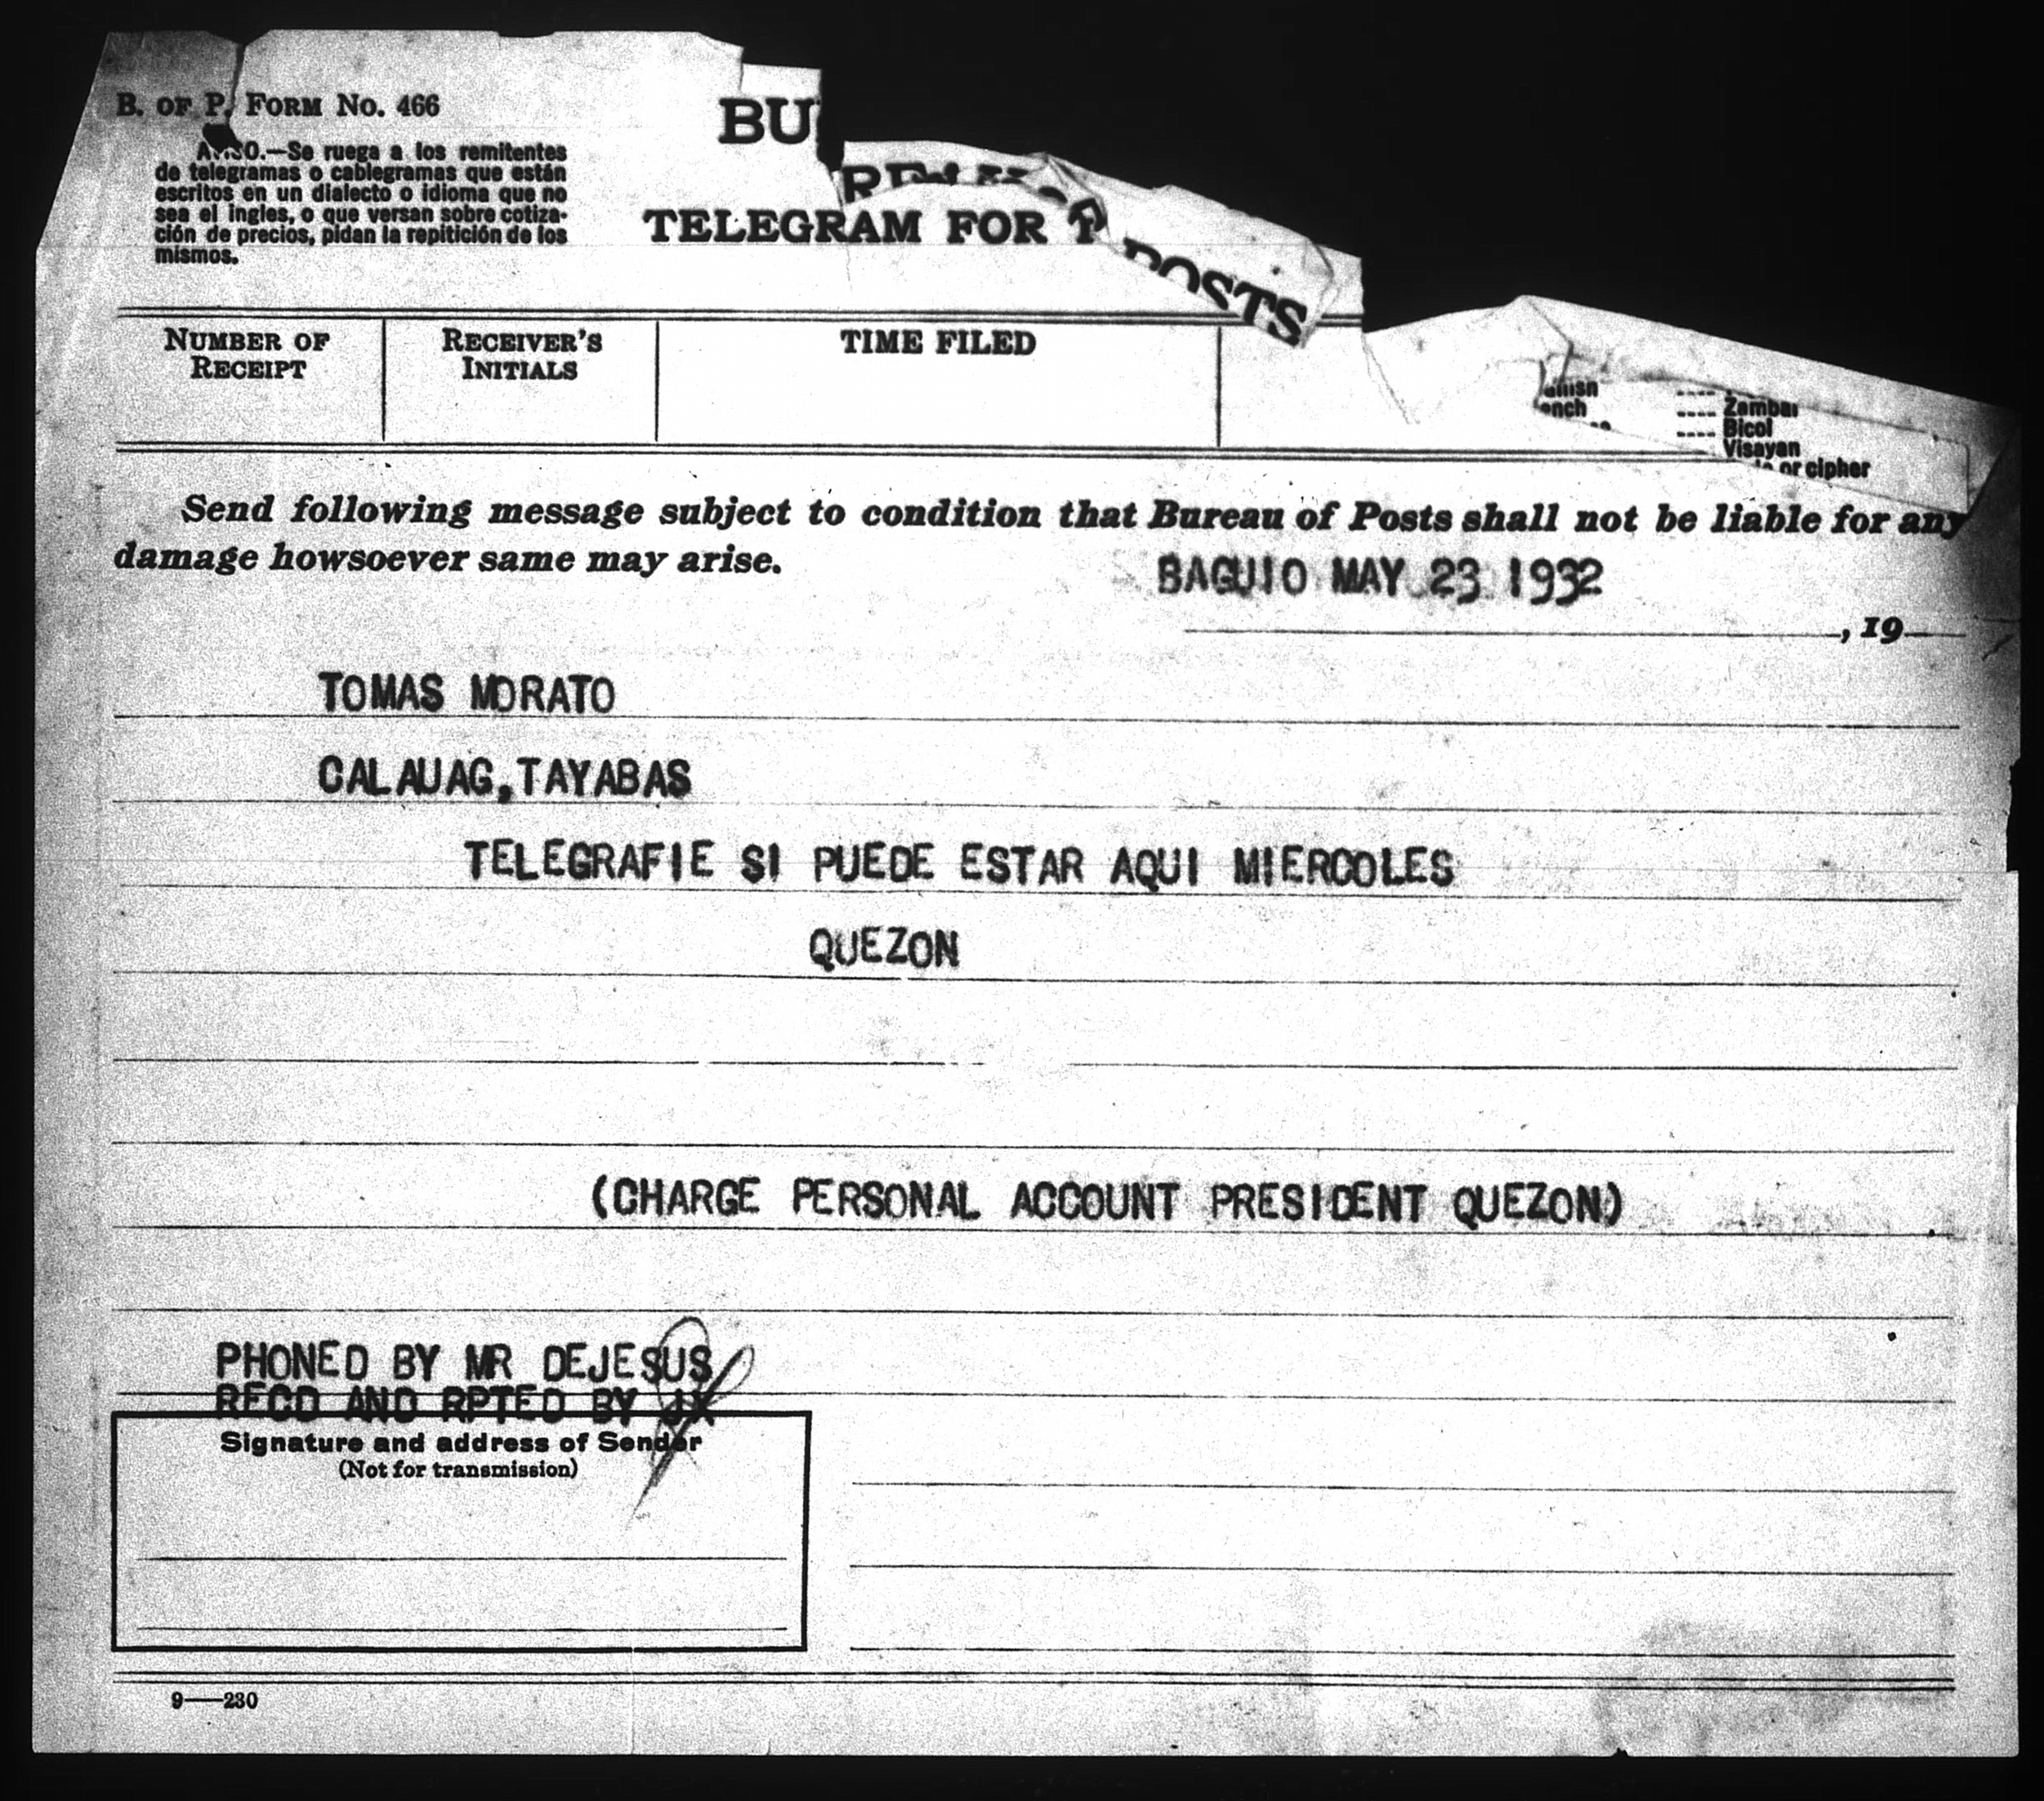 B. OF P. FORM NO. 466
AVISO.—Se ruega a los remitentes
de telegramas o cablegramas que están
escritos en un dialecto o idioma que no
sea el ingles, o que versan sobre cotiza-
ción de precios, pidan la repitición de los
mismos.
BU
TELEGRAM FOR
POSTS
NUMBER OF
RECEIPT
RECEIVER'S
INITIALS
TIME FILED
Bicol
Visayan
or cipher
Send following message subject to condition that Bureau of Posts shall not be liable for any
damage howsoever same may arise.
BAGUIO MAY 23 1932
, 19
TOMAS MORATO
CALAUAG, TAYABAS
TELEGRAFIE SI PUEDE ESTAR AQUI MIERCOLES
QUEZON
(CHARGE PERSONAL ACCOUNT PRESIDENT QUEZON)
PHONED BY MR DEJESUS
RECD AND RPTED BY
Signature and address of Sender
(Not for transmission)
9—230